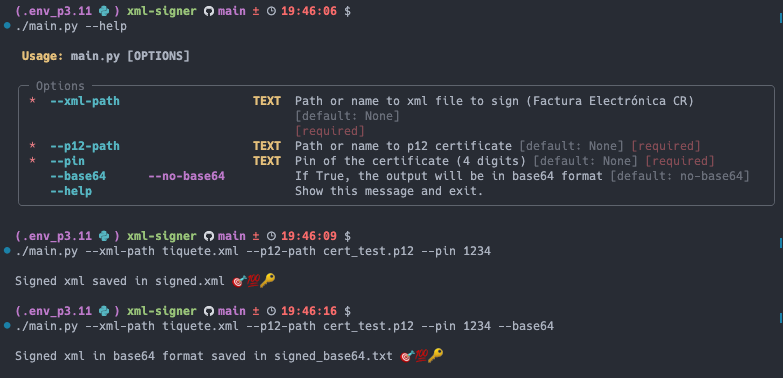 (.env_p3.11 ) xml-signer main ± 19:46:06 $
./main.py --help
Usage: main.py [OPTIONS]
Options
* --xml-path TEXT Path or name to xml file to sign (Factura Electrónica CR)
[default: None]
[required]
* --p12-path TEXT Path or name to p12 certificate [default: None] [required]
* --pin TEXT Pin of the certificate (4 digits) [default: None] [required]
--base64 --no-base64 If True, the output will be in base64 format [default: no-base64]
--help Show this message and exit.
(.env_p3.11 ) xml-signer main ± 19:46:09 $
./main.py --xml-path tiquete.xml --p12-path cert_test.p12 --pin 1234
Signed xml saved in signed.xml 🎯💯🔑
(.env_p3.11 ) xml-signer main ± 19:46:16 $
./main.py --xml-path tiquete.xml --p12-path cert_test.p12 --pin 1234 --base64
Signed xml in base64 format saved in signed_base64.txt 🎯💯🔑